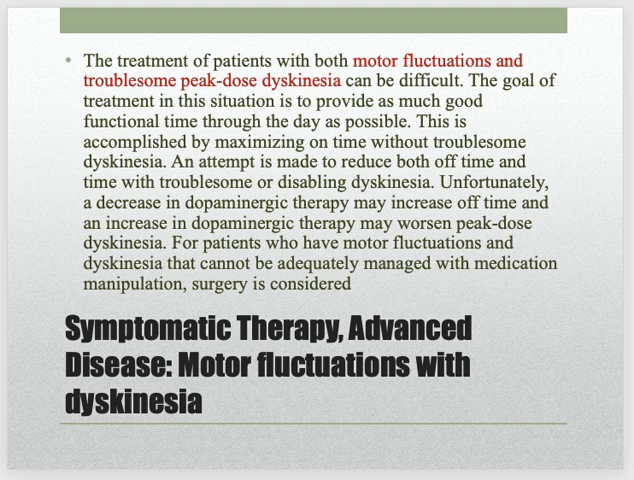 The treatment of patients with both motor fluctuations and
troublesome peak-dose dyskinesia can be difficult. The goal of
treatment in this situation is to provide as much good
functional time through the day as possible. This is
accomplished by maximizing on time without troublesome
dyskinesia. An attempt is made to reduce both off time and
time with troublesome or disabling dyskinesia. Unfortunately,
a decrease in dopaminergic therapy may increase off time and
an increase in dopaminergic therapy may worsen peak-dose
dyskinesia. For patients who have motor fluctuations and
dyskinesia that cannot be adequately managed with medication
manipulation, surgery is considered
Symptomatic Therapy, Advanced
Disease: Motor fluctuations with
dyskinesia